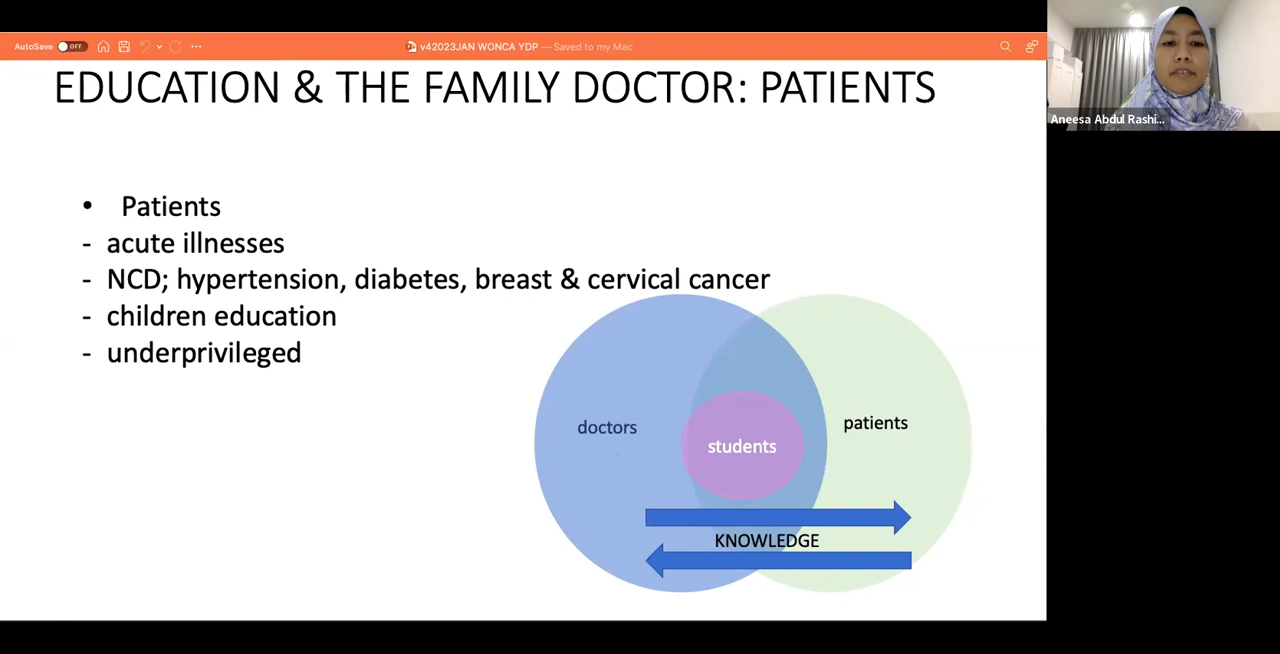 AutoSave OFF
v42023JAN WONCA YDP — Saved to my Mac
Aneesa Abdul Rashi...
EDUCATION & THE FAMILY DOCTOR: PATIENTS
• Patients
- acute illnesses
- NCD; hypertension, diabetes, breast & cervical cancer
- children education
- underprivileged
doctors
students
patients
KNOWLEDGE